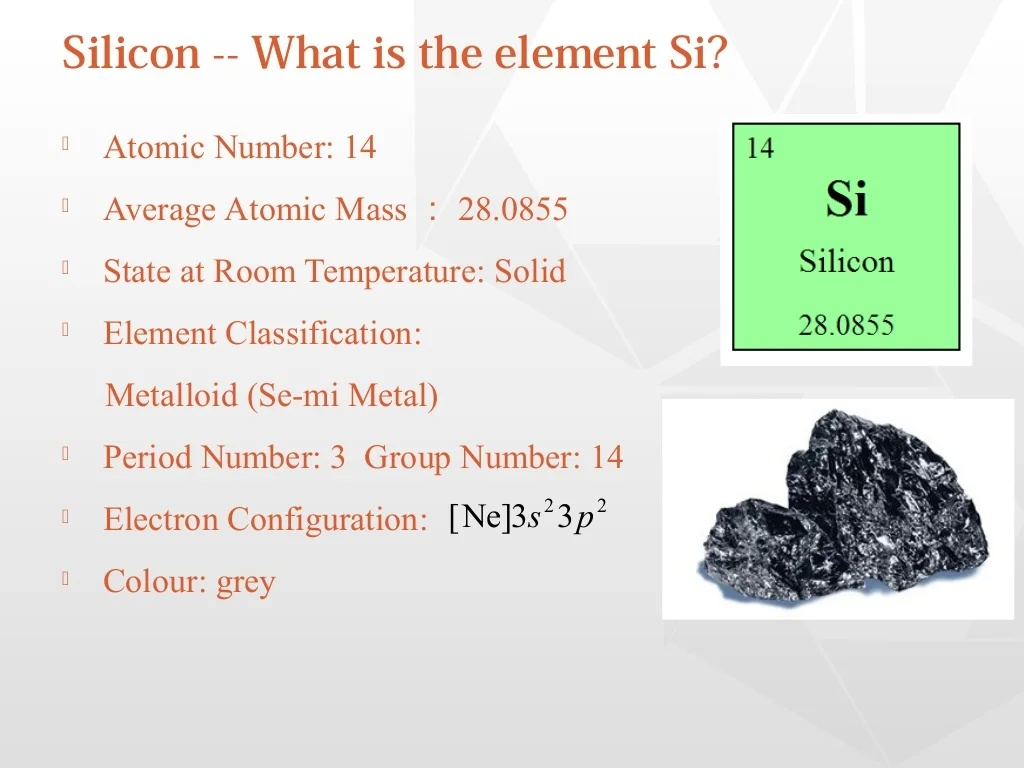 Silicon -- What is the element Si?
Atomic Number: 14
Average Atomic Mass ： 28.0855
State at Room Temperature: Solid
Element Classification:
Metalloid (Se-mi Metal)
Period Number: 3 Group Number: 14
Electron Configuration: [Ne]3s²3p²
Colour: grey
14
Si
Silicon
28.0855